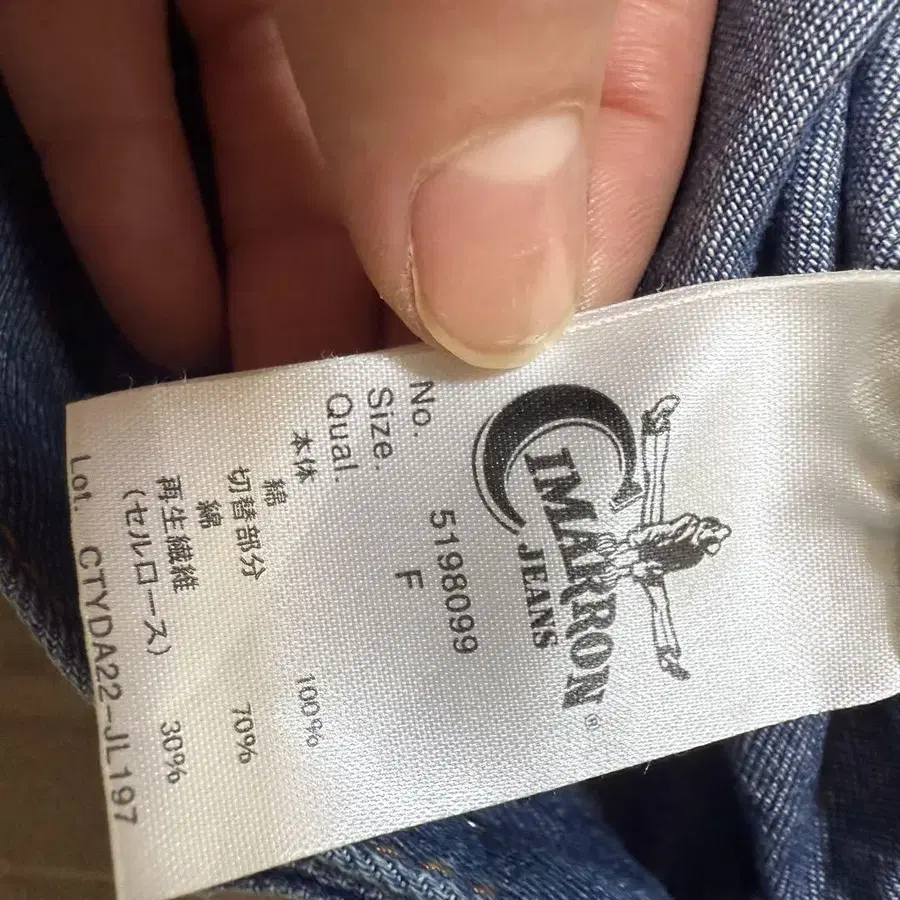 CIMARRON®
JEANS
No. 5198099
Size. F
Qual.
本体
綿 100%
切替部分
綿 70%
再生繊維 30%
(セルロース)
Lot. CTYDA22-JL197